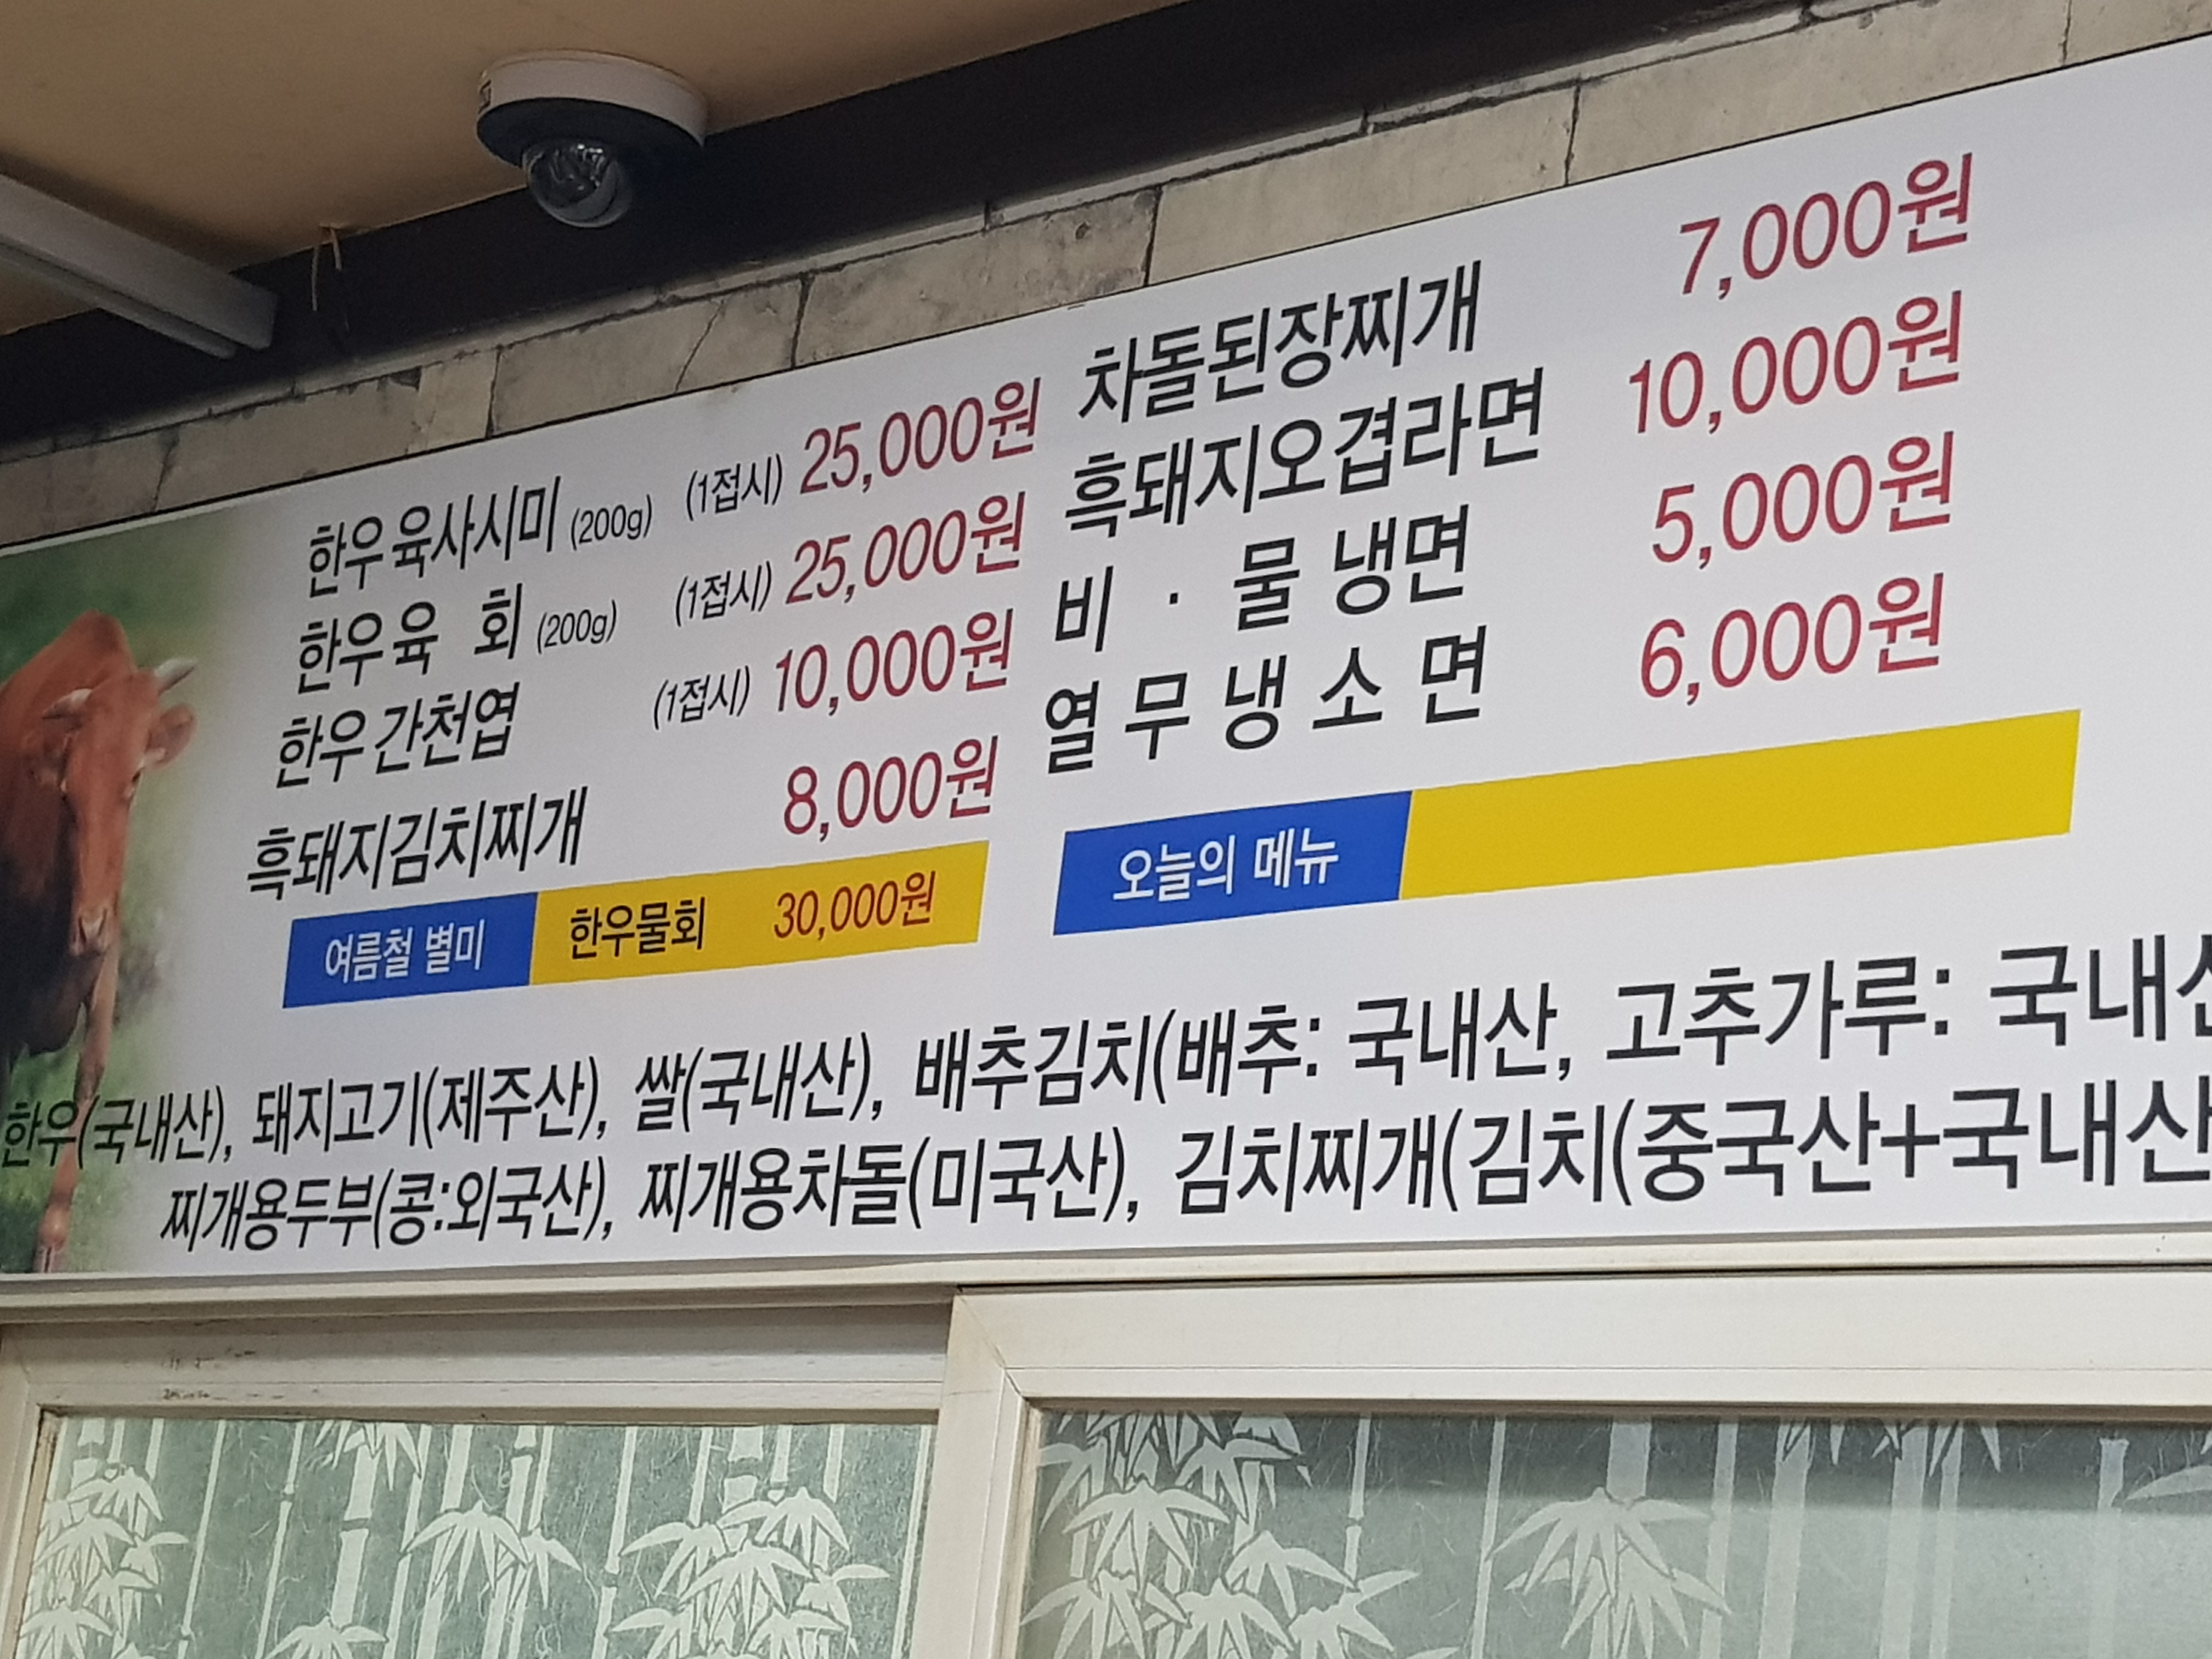 한우육사시미 (200g) (1접시) 25,000원
한우육 회 (200g) (1접시) 25,000원
한우간천엽 (1접시) 10,000원
흑돼지김치찌개 8,000원
여름철 별미 한우물회 30,000원
차돌된장찌개 7,000원
흑돼지오겹라면 10,000원
비 · 물 냉면 5,000원
열 무 냉 소 면 6,000원
오늘의 메뉴
한우(국내산), 돼지고기(제주산), 쌀(국내산), 배추김치(배추: 국내산, 고추가루: 국내산
찌개용두부(콩:외국산), 찌개용차돌(미국산), 김치찌개(김치(중국산+국내산